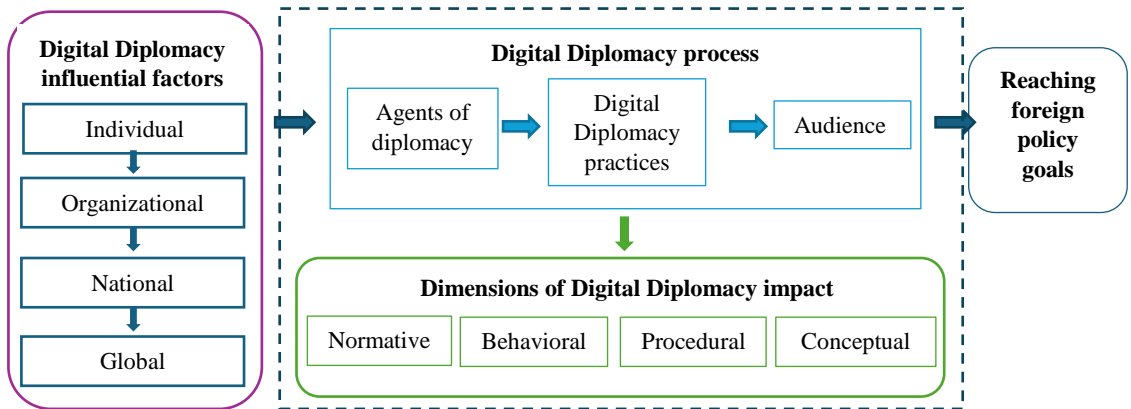 Digital Diplomacy
influential factors
Individual
Organizational
National
Global
Digital Diplomacy process
Agents of
diplomacy
Digital
Diplomacy
practices
Audience
Dimensions of Digital Diplomacy impact
Normative
Behavioral
Procedural
Conceptual
Reaching
foreign
policy
goals